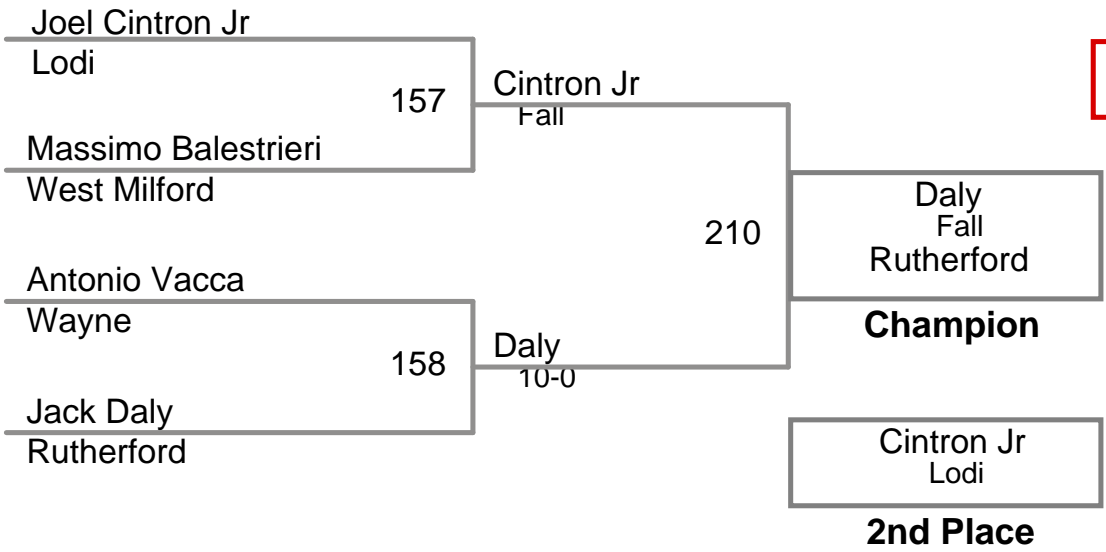 Joel Cintron Jr
Lodi
157
Cintron Jr
Fall
Massimo Balestrieri
West Milford
210
Daly
Fall
Rutherford
Champion
Antonio Vacca
Wayne
158
Daly
10-0
Jack Daly
Rutherford
Cintron Jr
Lodi
2nd Place